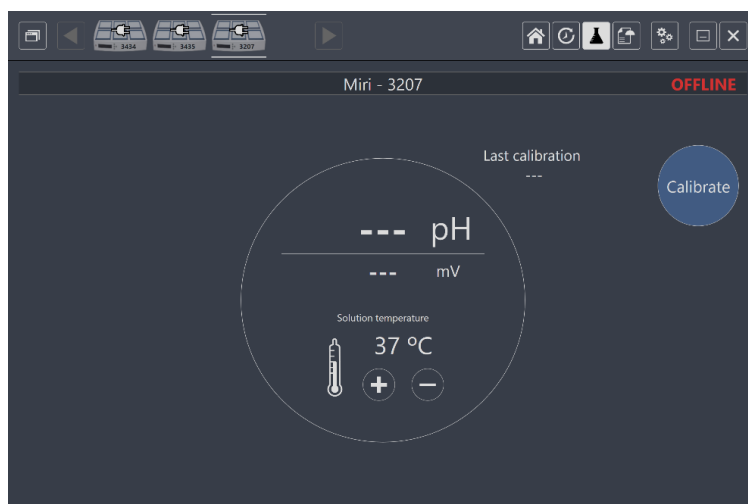 3434
3435
3207
Miri - 3207
OFFLINE
Last calibration
---
Calibrate
--- pH
--- mV
Solution temperature
37 ºC